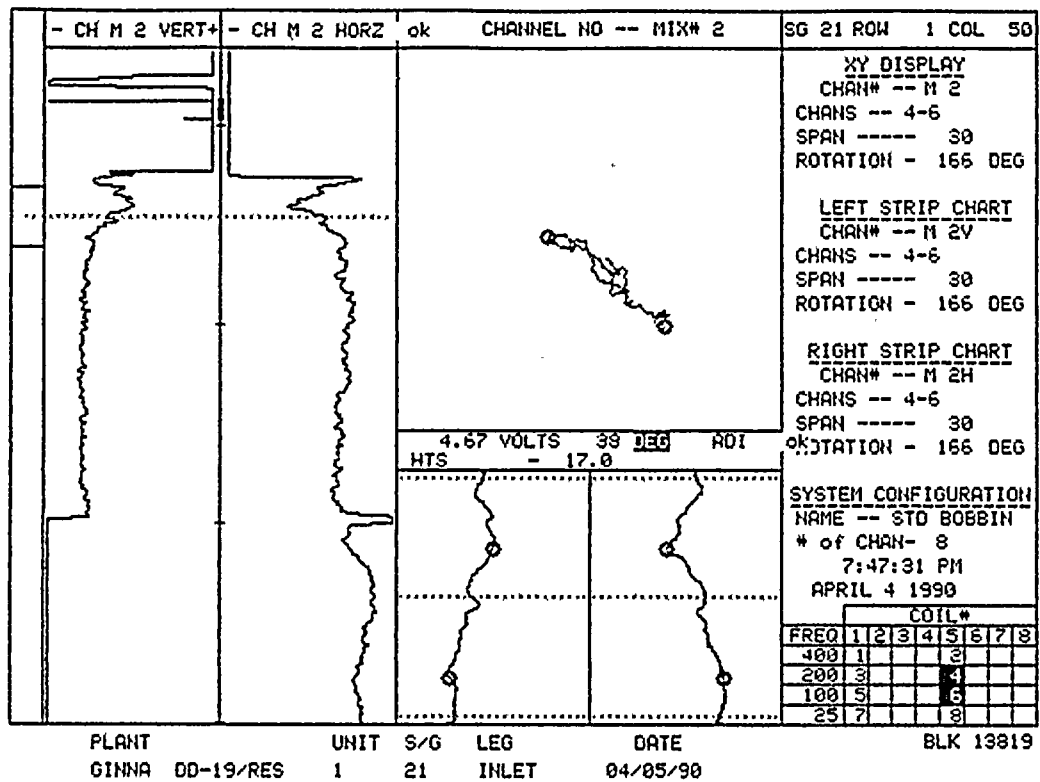 - CH M 2 VERT+ - CH M 2 HORZ ok CHANNEL NO -- MIX# 2 SG 21 ROW 1 COL 50
XY DISPLAY
CHAN# -- M 2
CHANS -- 4-6
SPAN ----- 30
ROTATION - 166 DEG
LEFT STRIP CHART
CHAN# -- M 2V
CHANS -- 4-6
SPAN ----- 30
ROTATION - 166 DEG
RIGHT STRIP CHART
CHAN# -- M 2H
CHANS -- 4-6
SPAN ----- 30
ROTATION - 166 DEG
4.67 VOLTS 38 DEG ADI ok
HTS - 17.0
SYSTEM CONFIGURATION
NAME -- STD BOBBIN
# of CHAN- 8
7:47:31 PM
APRIL 4 1990
COIL#
FREQ 1 2 3 4 5 6 7 8
400 1 2
200 3 4
100 5 6
25 7 8
PLANT UNIT S/G LEG DATE BLK 13819
GINNA DD-19/RES 1 21 INLET 04/05/90